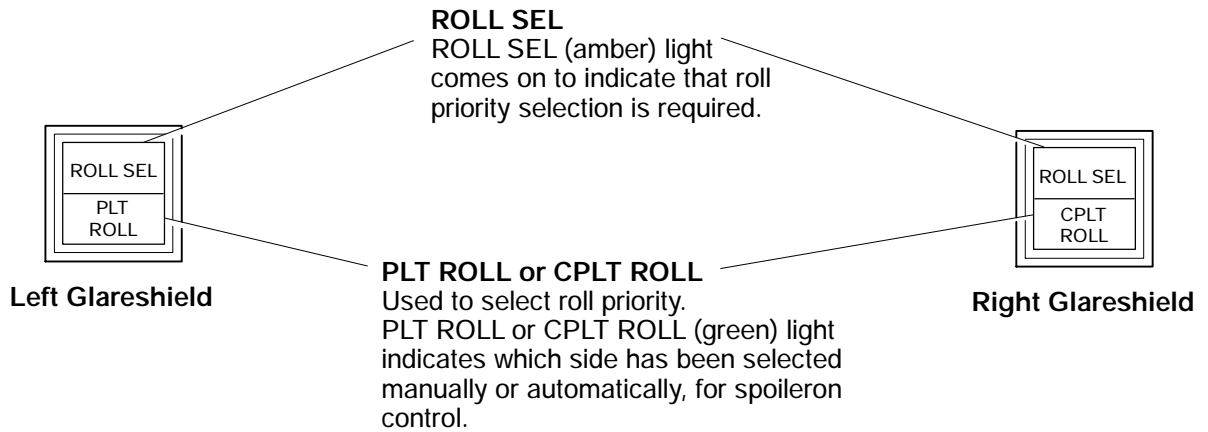 ROLL SEL
ROLL SEL (amber) light
comes on to indicate that roll
priority selection is required.
ROLL SEL
PLT
ROLL
Left Glareshield
ROLL SEL
CPLT
ROLL
Right Glareshield
PLT ROLL or CPLT ROLL
Used to select roll priority.
PLT ROLL or CPLT ROLL (green) light
indicates which side has been selected
manually or automatically, for spoileron
control.